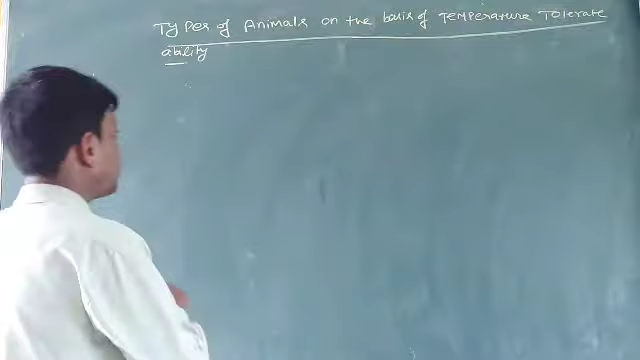 Types of Animals on the basis of Temperature Tolerate
ability